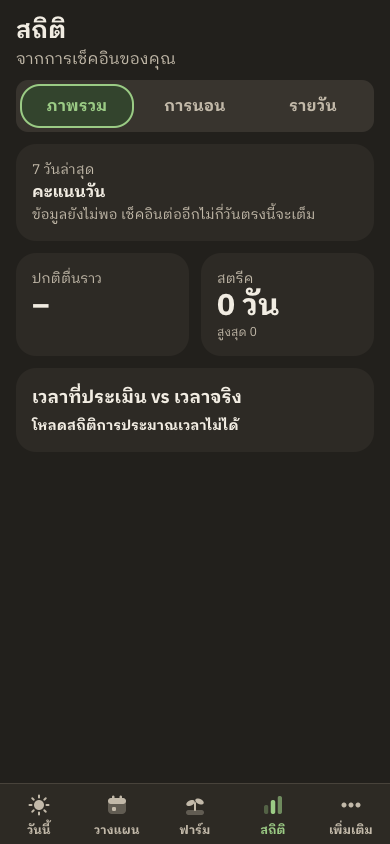 สถิติ
จากการเช็คอินของคุณ
ภาพรวม
การนอน
รายวัน
7 วันล่าสุด
คะแนนวัน
ข้อมูลยังไม่พอ เช็คอินต่ออีกไม่กี่วันตรงนี้จะเต็ม
ปกติตื่นราว
–
สตรีค
0 วัน
สูงสุด 0
เวลาที่ประเมิน vs เวลาจริง
โหลดสถิติการประมาณเวลาไม่ได้
วันนี้
วางแผน
ฟาร์ม
สถิติ
เพิ่มเติม